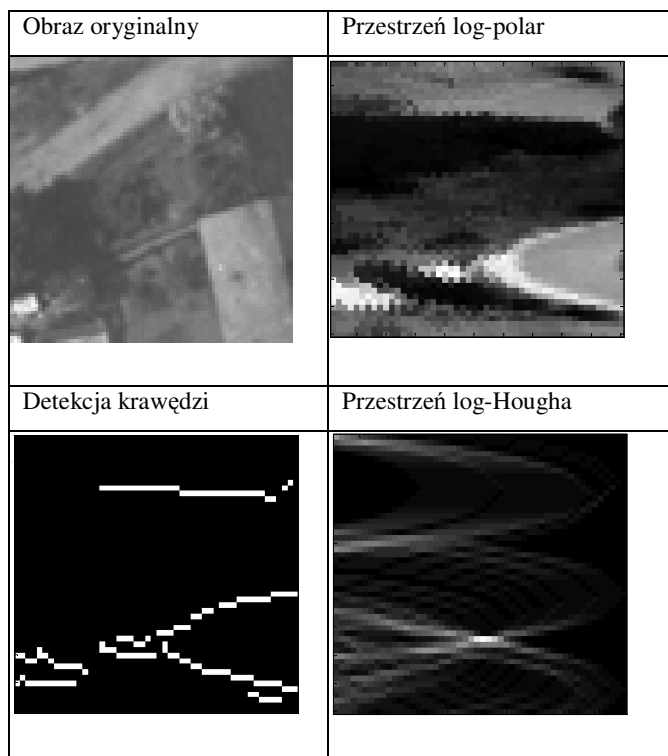 Obraz oryginalny
Przestrzeń log-polar
Detekcja krawędzi
Przestrzeń log-Hougha